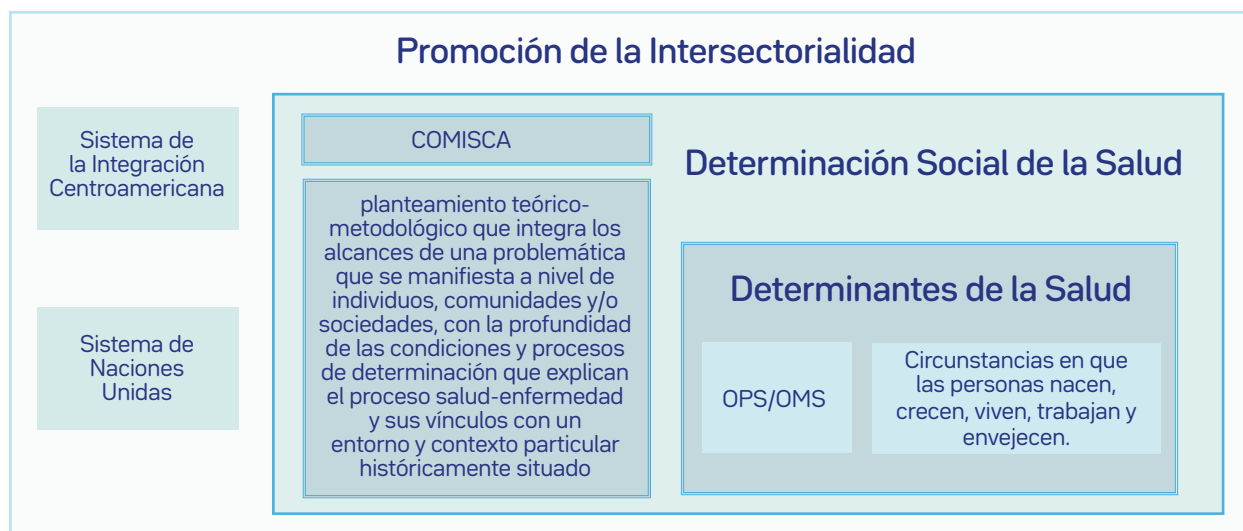 Promoción de la Intersectorialidad
Sistema de
la Integración
Centroamericana
Sistema de
Naciones
Unidas
COMISCA
planteamiento teórico-
metodológico que integra los
alcances de una problemática
que se manifiesta a nivel de
individuos, comunidades y/o
sociedades, con la profundidad
de las condiciones y procesos
de determinación que explican
el proceso salud-enfermedad
y sus vínculos con un
entorno y contexto particular
históricamente situado
Determinación Social de la Salud
Determinantes de la Salud
OPS/OMS
Circunstancias en que
las personas nacen,
crecen, viven, trabajan y
envejecen.